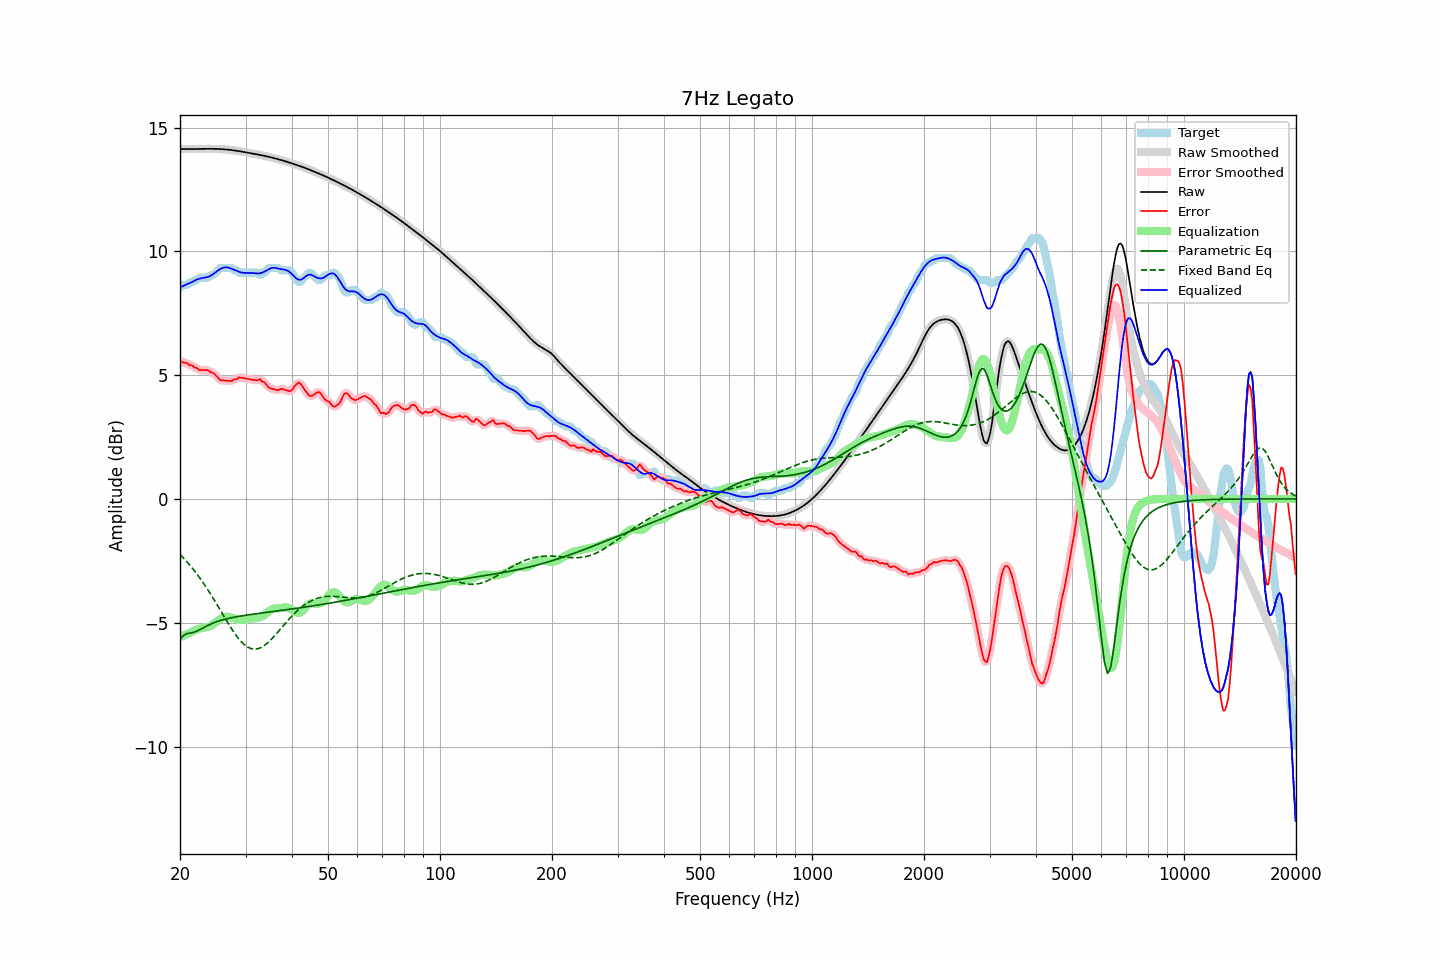 7Hz Legato
15
10
5
0
−5
−10
Amplitude (dBr)
20
50
100
200
500
1000
2000
5000
10000
20000
Frequency (Hz)
Target
Raw Smoothed
Error Smoothed
Raw
Error
Equalization
Parametric Eq
Fixed Band Eq
Equalized